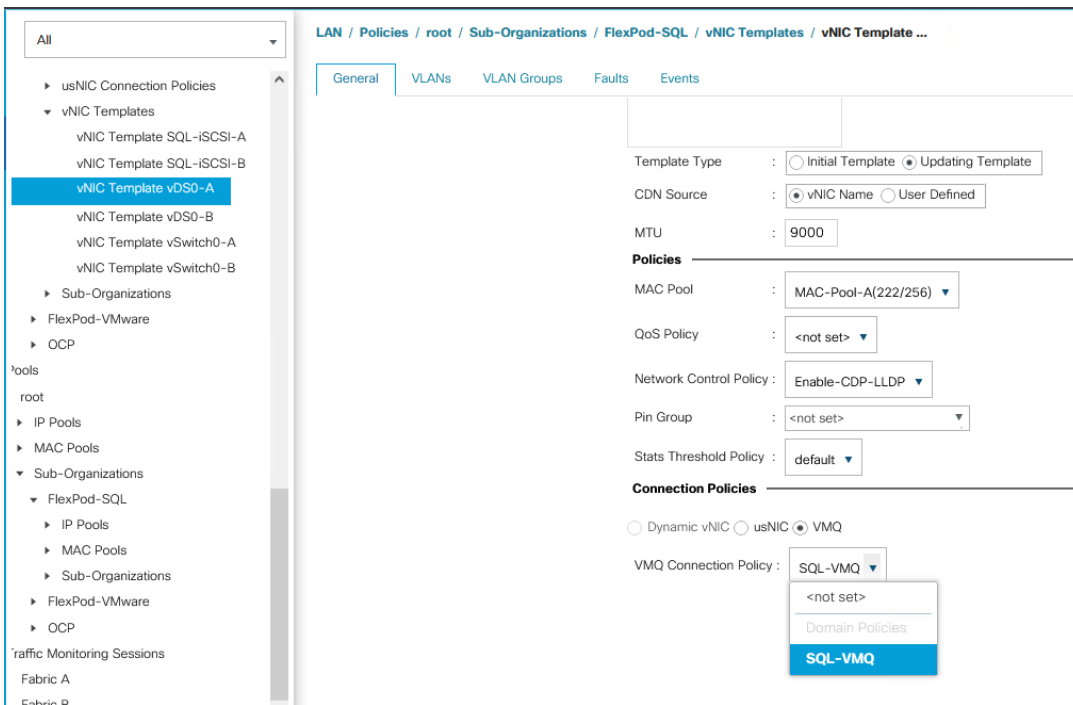 All
LAN / Policies / root / Sub-Organizations / FlexPod-SQL / vNIC Templates / vNIC Template ...
General VLANs VLAN Groups Faults Events
usNIC Connection Policies
vNIC Templates
vNIC Template SQL-iSCSI-A
vNIC Template SQL-iSCSI-B
vNIC Template vDS0-A
vNIC Template vDS0-B
vNIC Template vSwitch0-A
vNIC Template vSwitch0-B
Sub-Organizations
FlexPod-VMware
OCP
Pools
root
IP Pools
MAC Pools
Sub-Organizations
FlexPod-SQL
IP Pools
MAC Pools
Sub-Organizations
FlexPod-VMware
OCP
raffic Monitoring Sessions
Fabric A
Fabric B
Template Type : Initial Template Updating Template
CDN Source : vNIC Name User Defined
MTU : 9000
Policies
MAC Pool : MAC-Pool-A(222/256)
QoS Policy : <not set>
Network Control Policy : Enable-CDP-LLDP
Pin Group : <not set>
Stats Threshold Policy : default
Connection Policies
Dynamic vNIC usNIC VMQ
VMQ Connection Policy : SQL-VMQ
<not set>
Domain Policies
SQL-VMQ